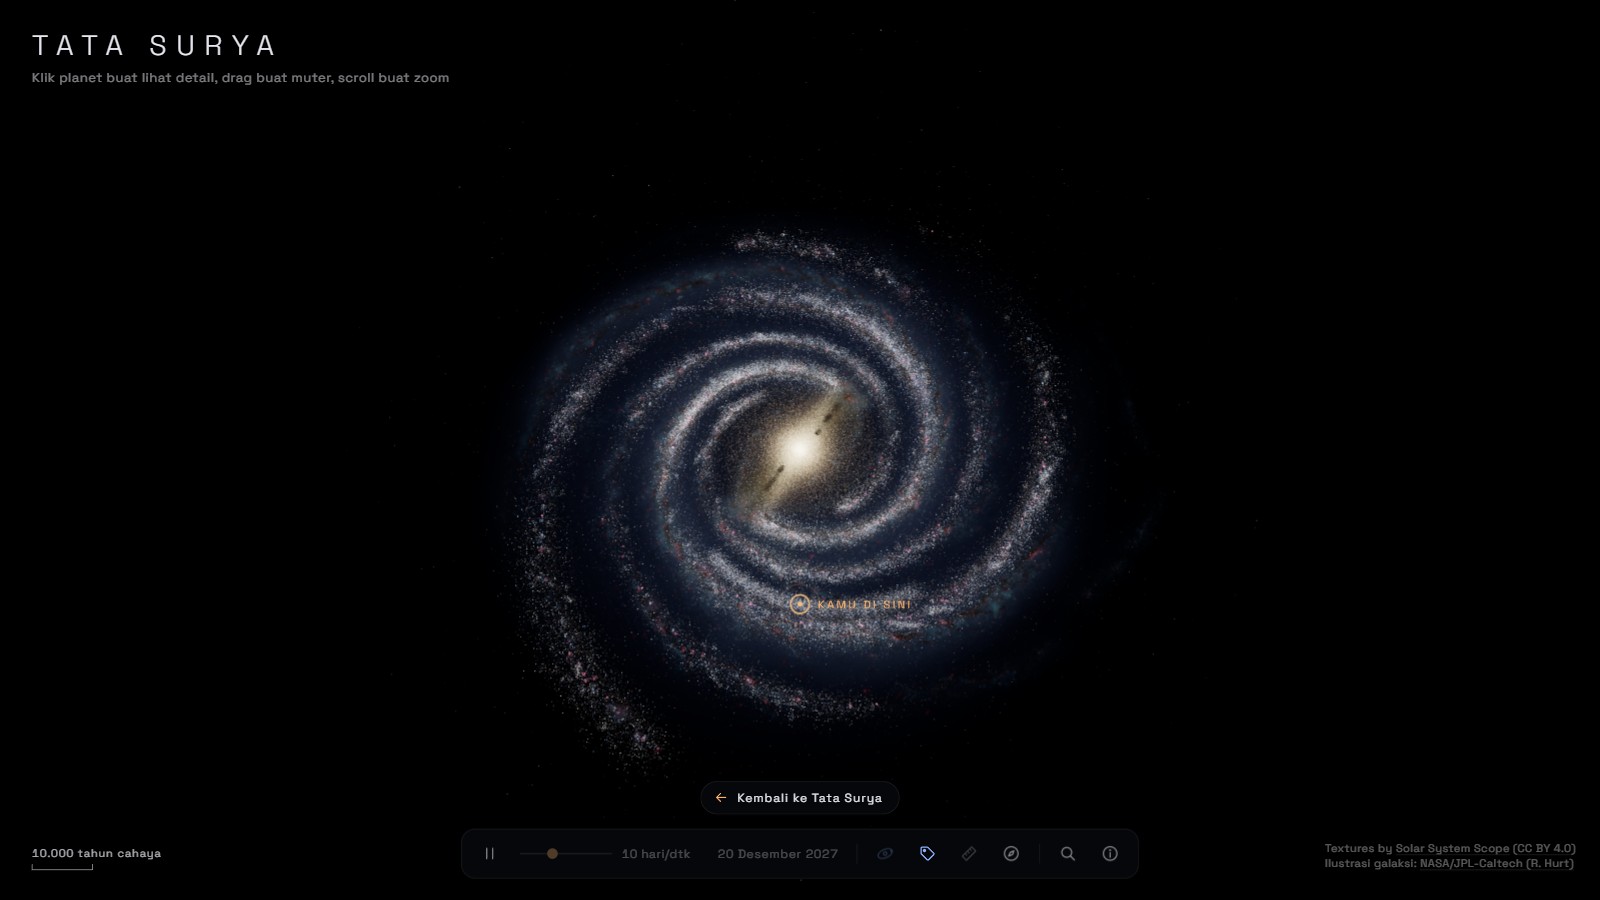 TATA SURYA
Klik planet buat lihat detail, drag buat muter, scroll buat zoom
KAMU DI SINI
← Kembali ke Tata Surya
10.000 tahun cahaya
10 hari/dtk
20 Desember 2027
Textures by Solar System Scope (CC BY 4.0)
Ilustrasi galaksi: NASA/JPL-Caltech (R. Hurt)